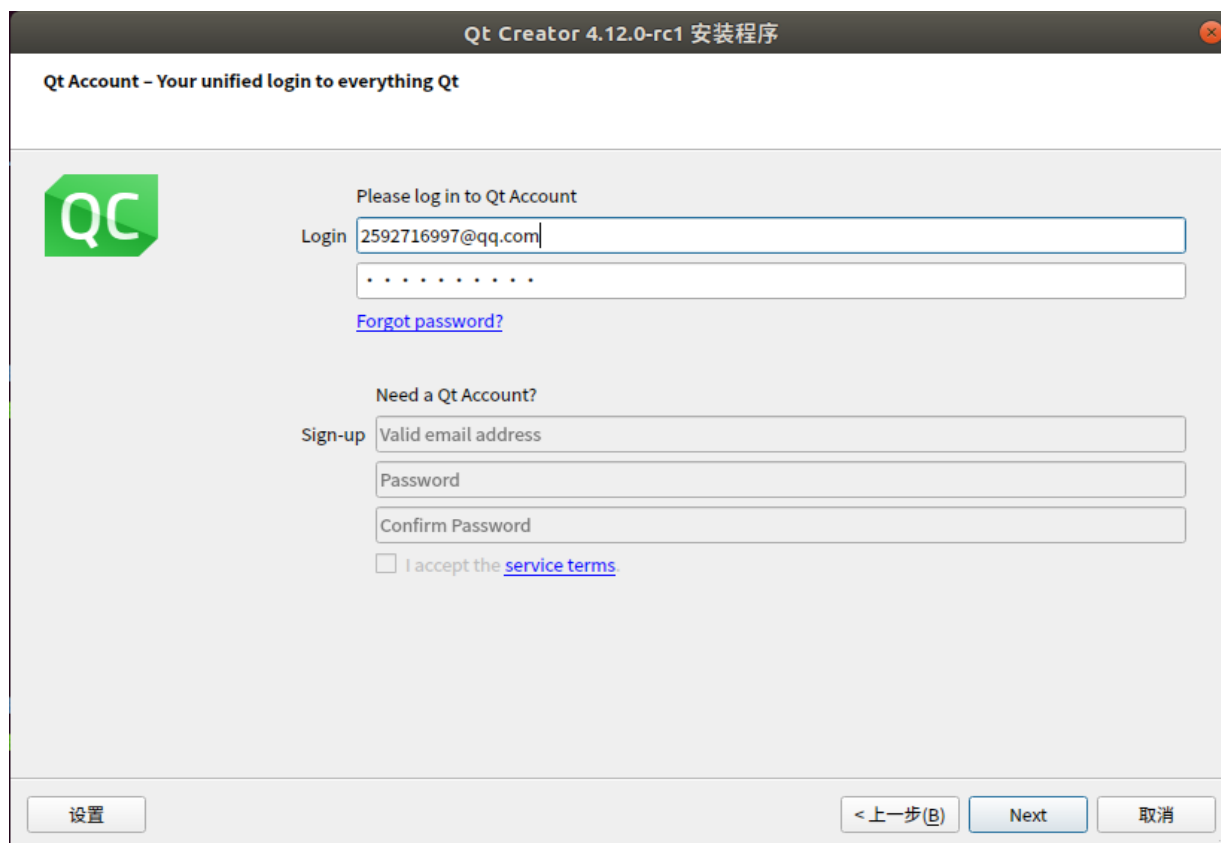 Qt Creator 4.12.0-rc1 安装程序
Qt Account – Your unified login to everything Qt
QC
Please log in to Qt Account
Login 2592716997@qq.com
••••••••••
Forgot password?
Need a Qt Account?
Sign-up Valid email address
Password
Confirm Password
I accept the service terms.
设置 < 上一步(B) Next 取消